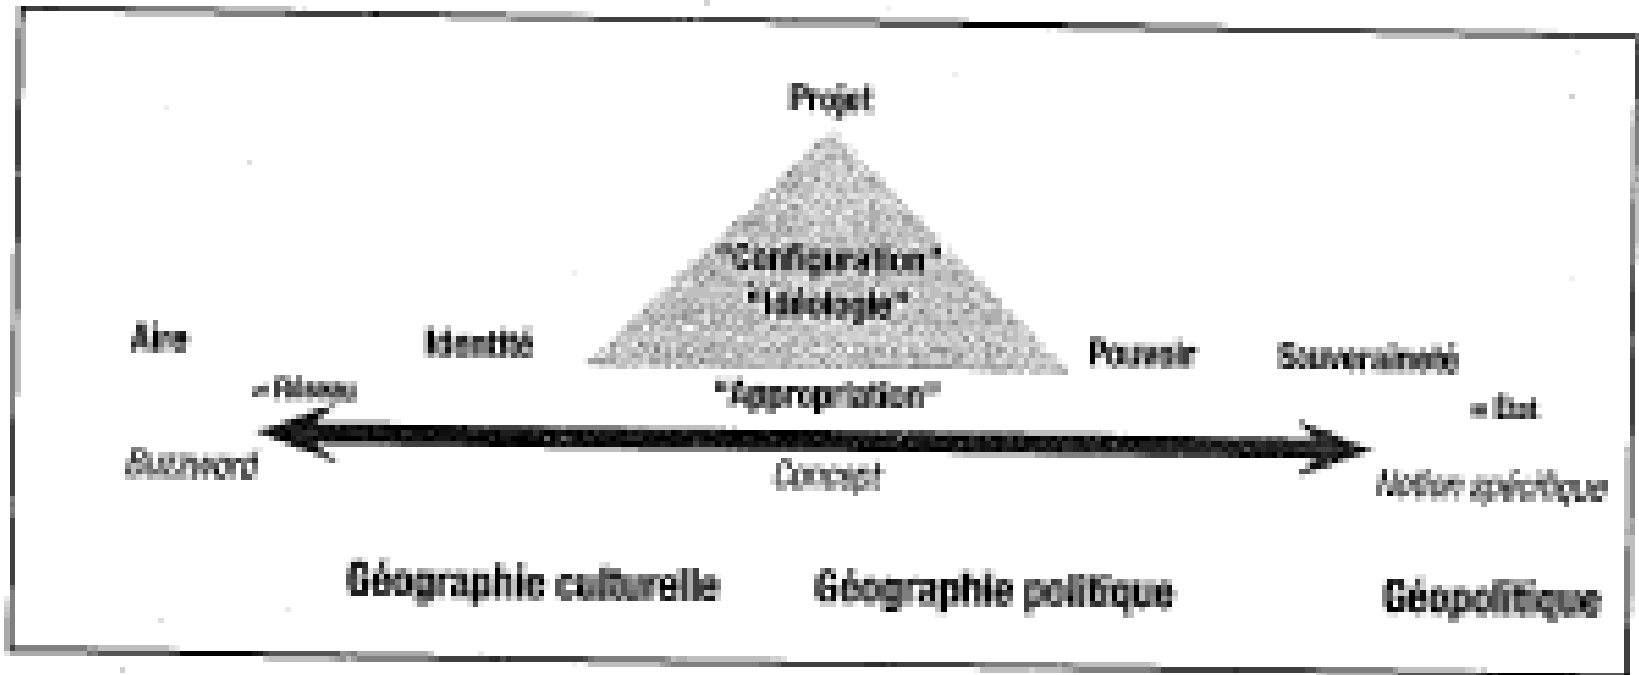 Projet
"Configuration"
"Idéologie"
Aire
Identité
Pouvoir
Souveraineté
Réseau
"Appropriation"
= Etat
Buzzword
Concept
Notion spécifique
Géographie culturelle
Géographie politique
Géopolitique